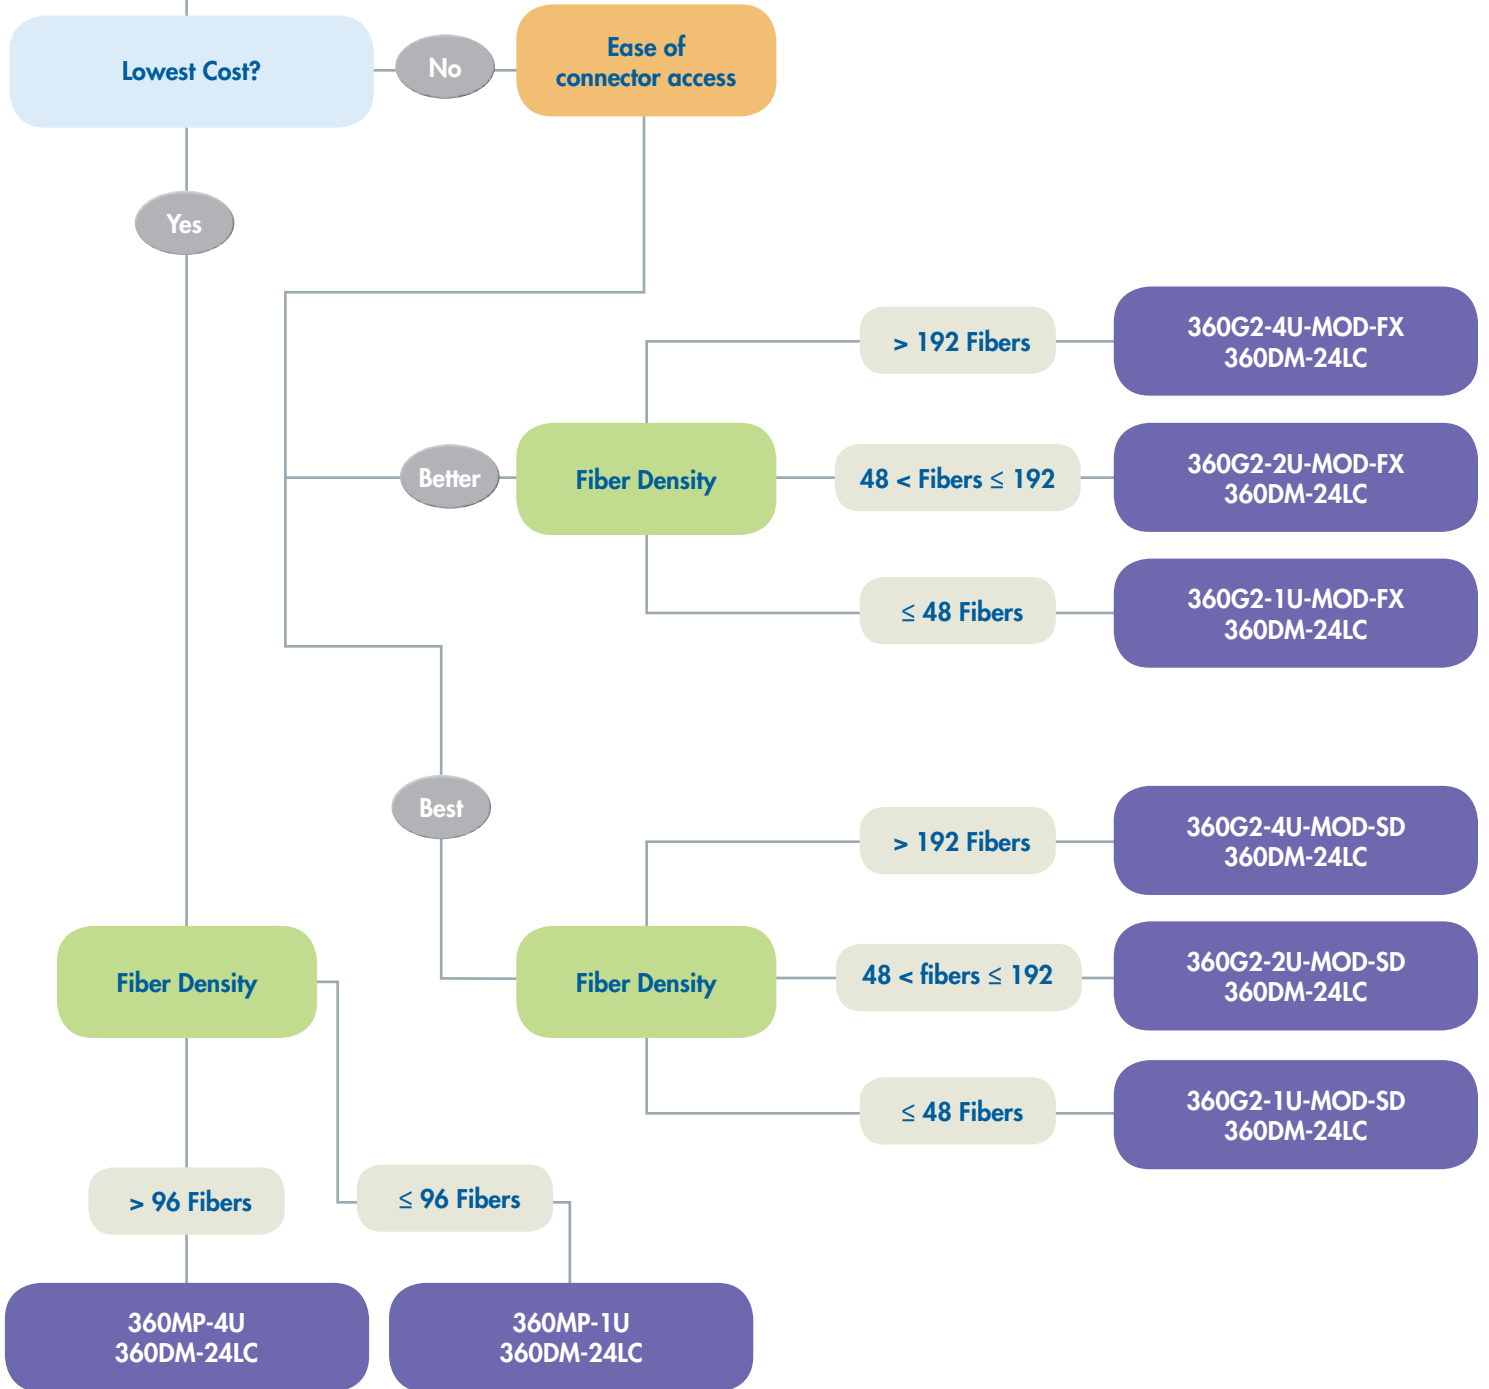 Lowest Cost?
No
Ease of
connector access
Yes
> 192 Fibers
360G2-4U-MOD-FX
360DM-24LC
Better
Fiber Density
48 < Fibers ≤ 192
360G2-2U-MOD-FX
360DM-24LC
≤ 48 Fibers
360G2-1U-MOD-FX
360DM-24LC
Best
> 192 Fibers
360G2-4U-MOD-SD
360DM-24LC
Fiber Density
Fiber Density
48 < fibers ≤ 192
360G2-2U-MOD-SD
360DM-24LC
≤ 48 Fibers
360G2-1U-MOD-SD
360DM-24LC
> 96 Fibers
≤ 96 Fibers
360MP-4U
360DM-24LC
360MP-1U
360DM-24LC